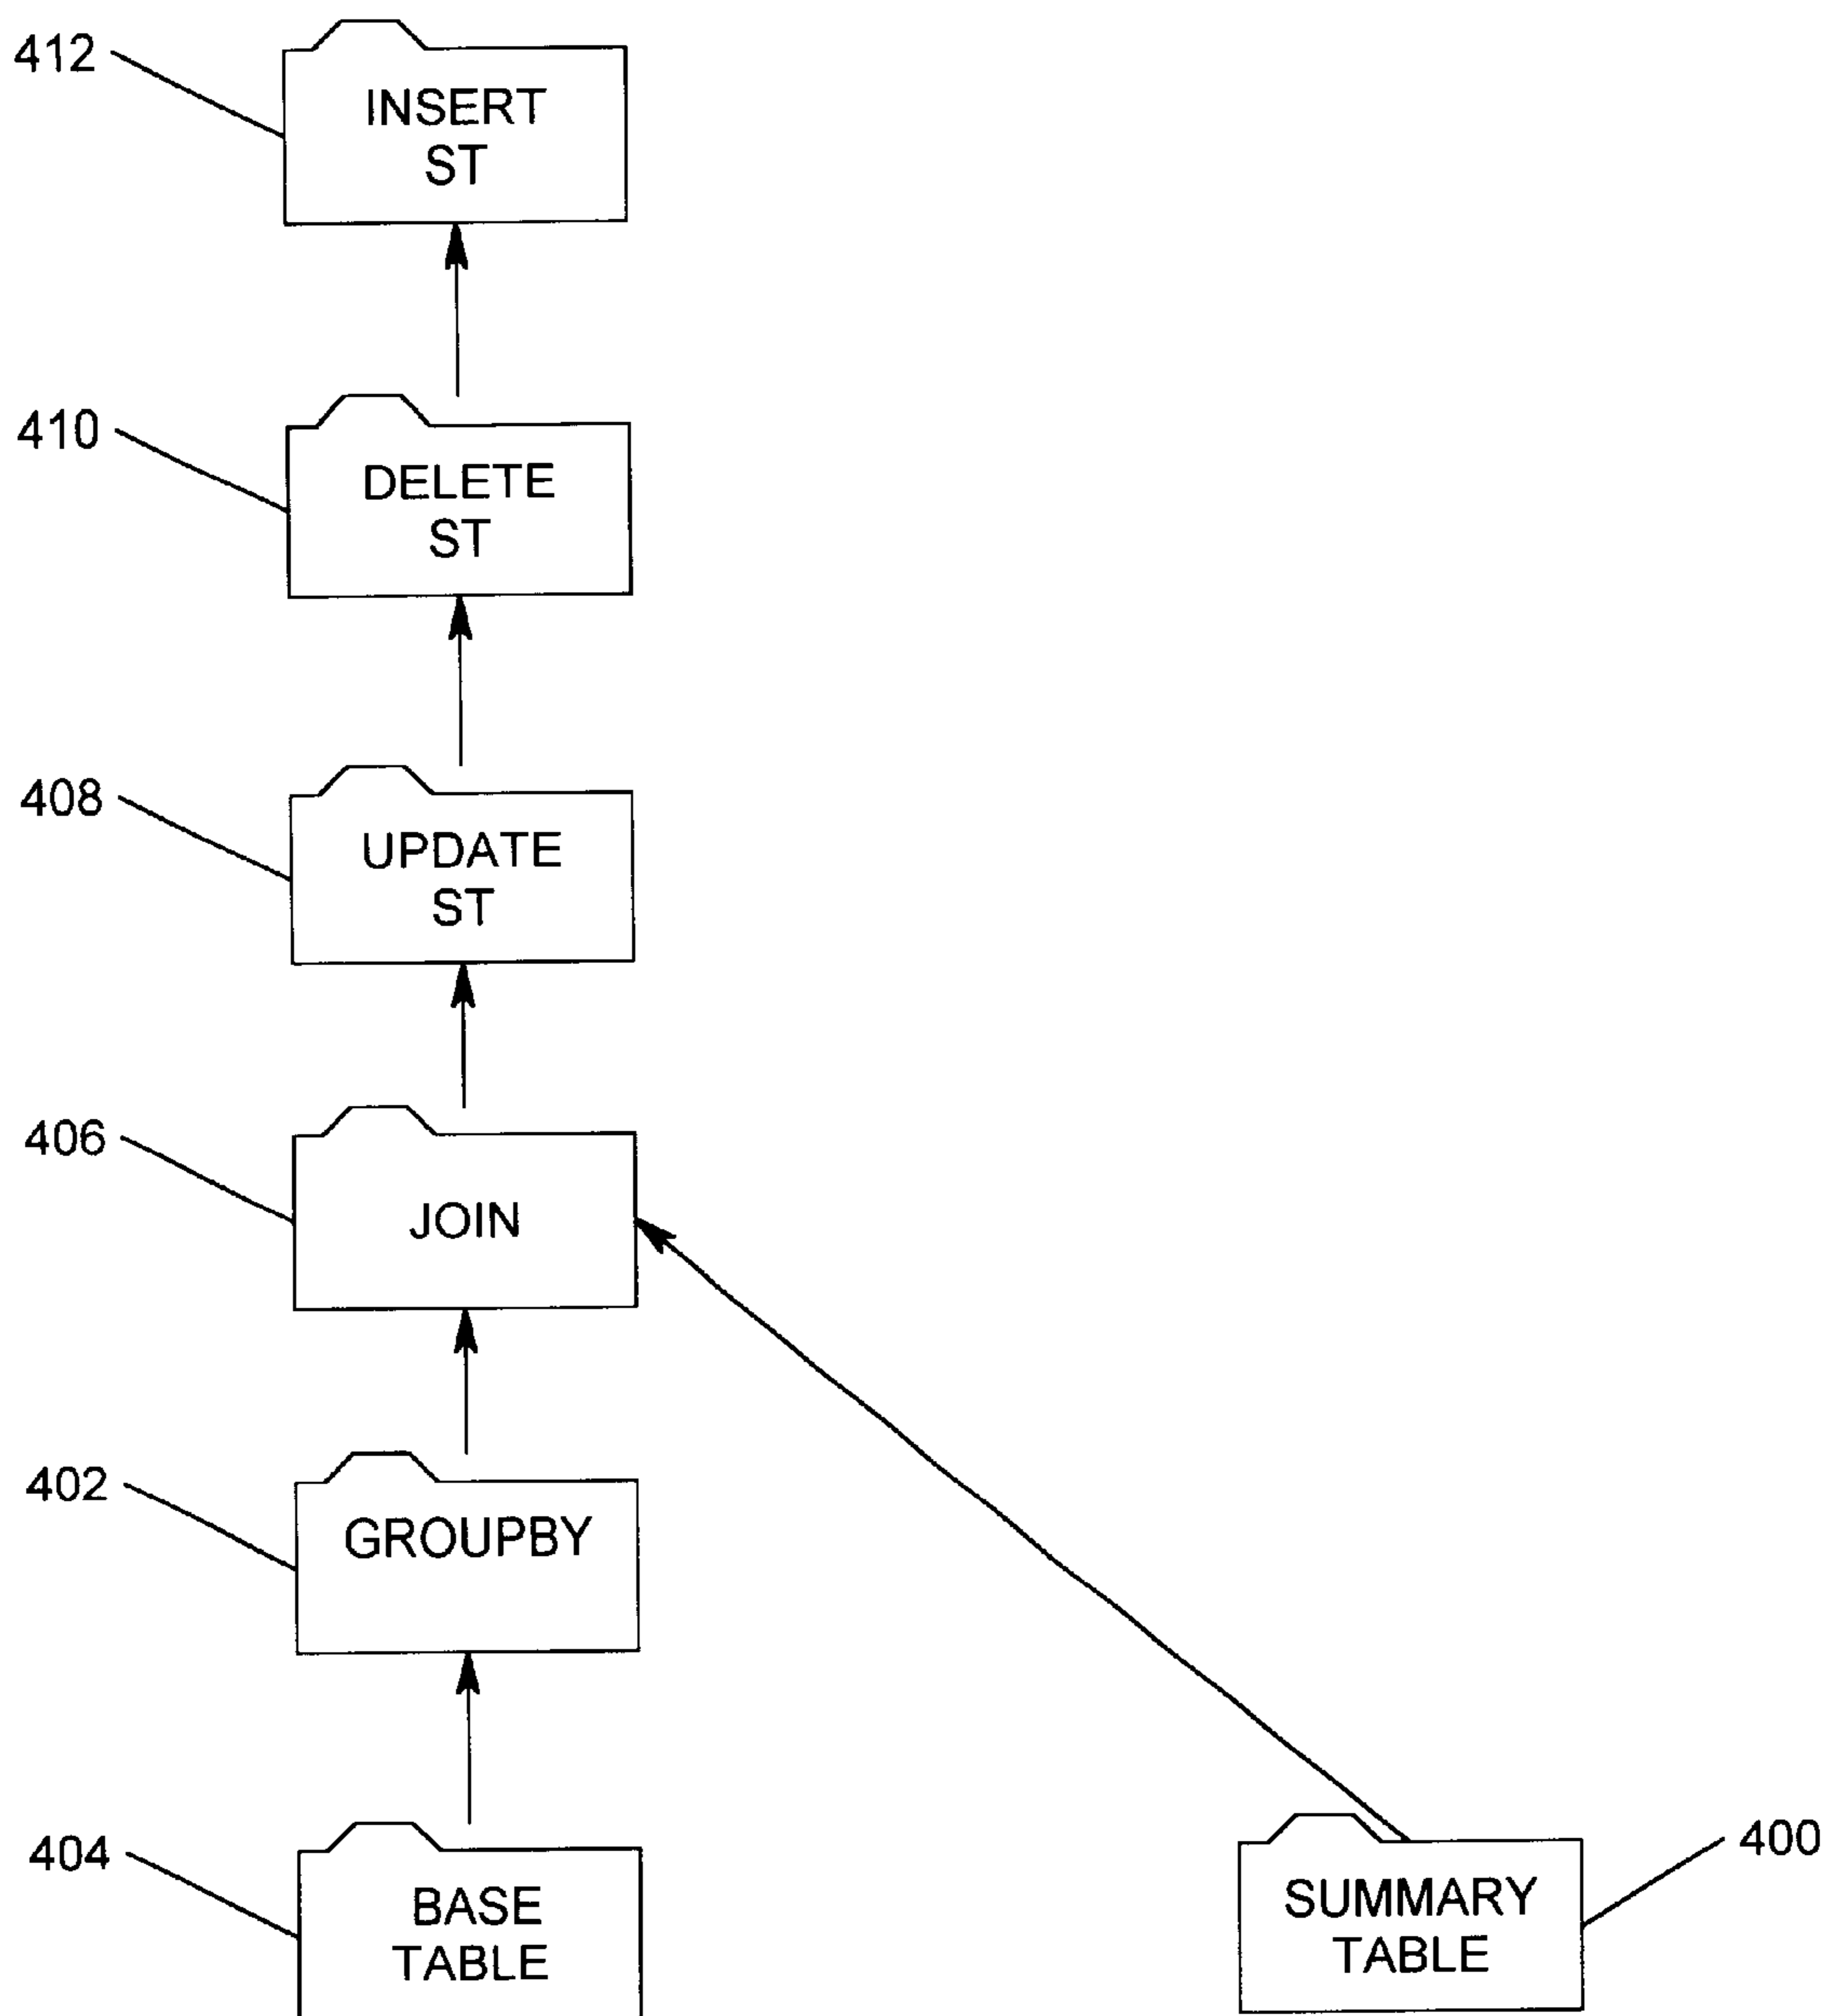 412
INSERT
ST
410
DELETE
ST
408
UPDATE
ST
406
JOIN
402
GROUPBY
404
BASE
TABLE
SUMMARY
TABLE
400